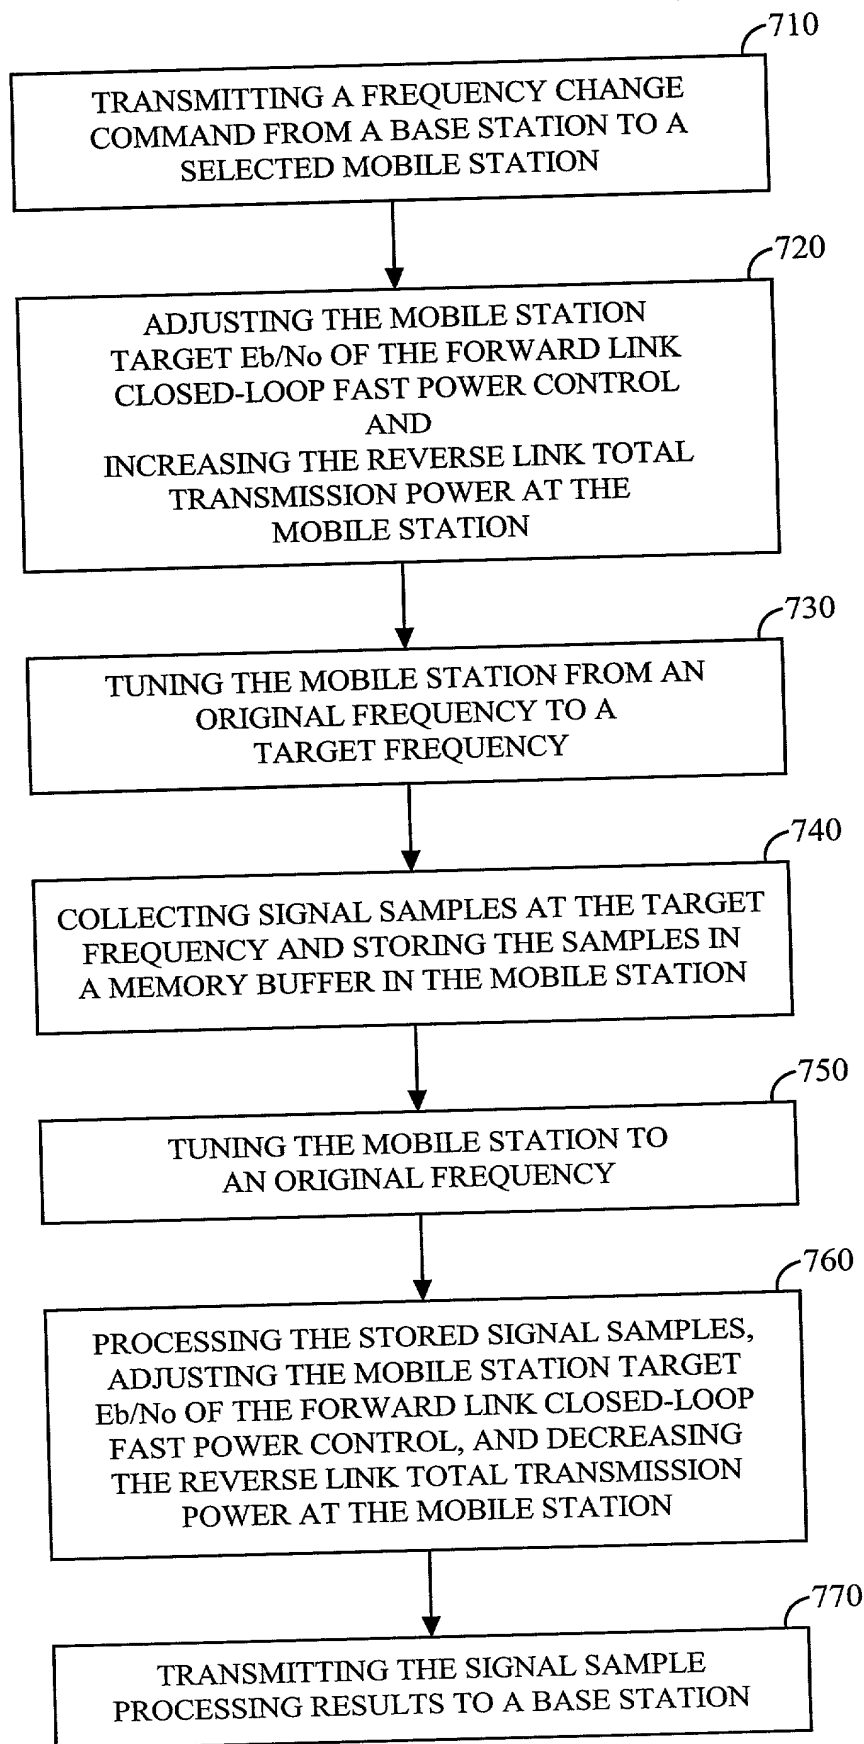 710
TRANSMITTING A FREQUENCY CHANGE
COMMAND FROM A BASE STATION TO A
SELECTED MOBILE STATION
720
ADJUSTING THE MOBILE STATION
TARGET Eb/No OF THE FORWARD LINK
CLOSED-LOOP FAST POWER CONTROL
AND
INCREASING THE REVERSE LINK TOTAL
TRANSMISSION POWER AT THE
MOBILE STATION
730
TUNING THE MOBILE STATION FROM AN
ORIGINAL FREQUENCY TO A
TARGET FREQUENCY
740
COLLECTING SIGNAL SAMPLES AT THE TARGET
FREQUENCY AND STORING THE SAMPLES IN
A MEMORY BUFFER IN THE MOBILE STATION
750
TUNING THE MOBILE STATION TO
AN ORIGINAL FREQUENCY
760
PROCESSING THE STORED SIGNAL SAMPLES,
ADJUSTING THE MOBILE STATION TARGET
Eb/No OF THE FORWARD LINK CLOSED-LOOP
FAST POWER CONTROL, AND DECREASING
THE REVERSE LINK TOTAL TRANSMISSION
POWER AT THE MOBILE STATION
770
TRANSMITTING THE SIGNAL SAMPLE
PROCESSING RESULTS TO A BASE STATION